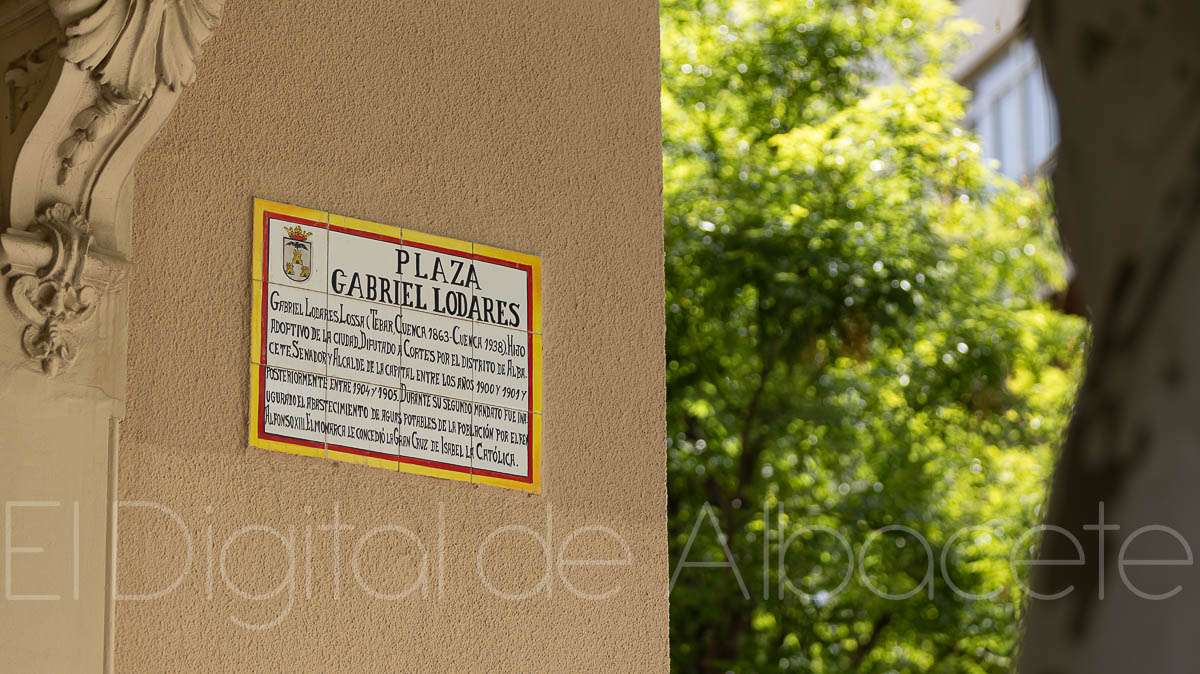 PLAZA
GABRIEL LODARES
GABRIEL LODARES LOSSA (TEBAR CUENCA 1863-CUENCA 1938). HIJO
ADOPTIVO DE LA CIUDAD. DIPUTADO A CORTES POR EL DISTRITO DE ALBA.
CETE. SENADOR Y ALCALDE DE LA CAPITAL ENTRE LOS AÑOS 1900 Y 1901 Y
POSTERIORMENTE ENTRE 1904 Y 1905. DURANTE SU SEGUNDO MANDATO FUE INA
UGURADO EL ABASTECIMIENTO DE AGUAS POTABLES DE LA POBLACIÓN POR EL REY
ALFONSO XIII. EL MONARCA LE CONCEDIÓ LA GRAN CRUZ DE ISABEL LA CATÓLICA.
El Digital de Albacete